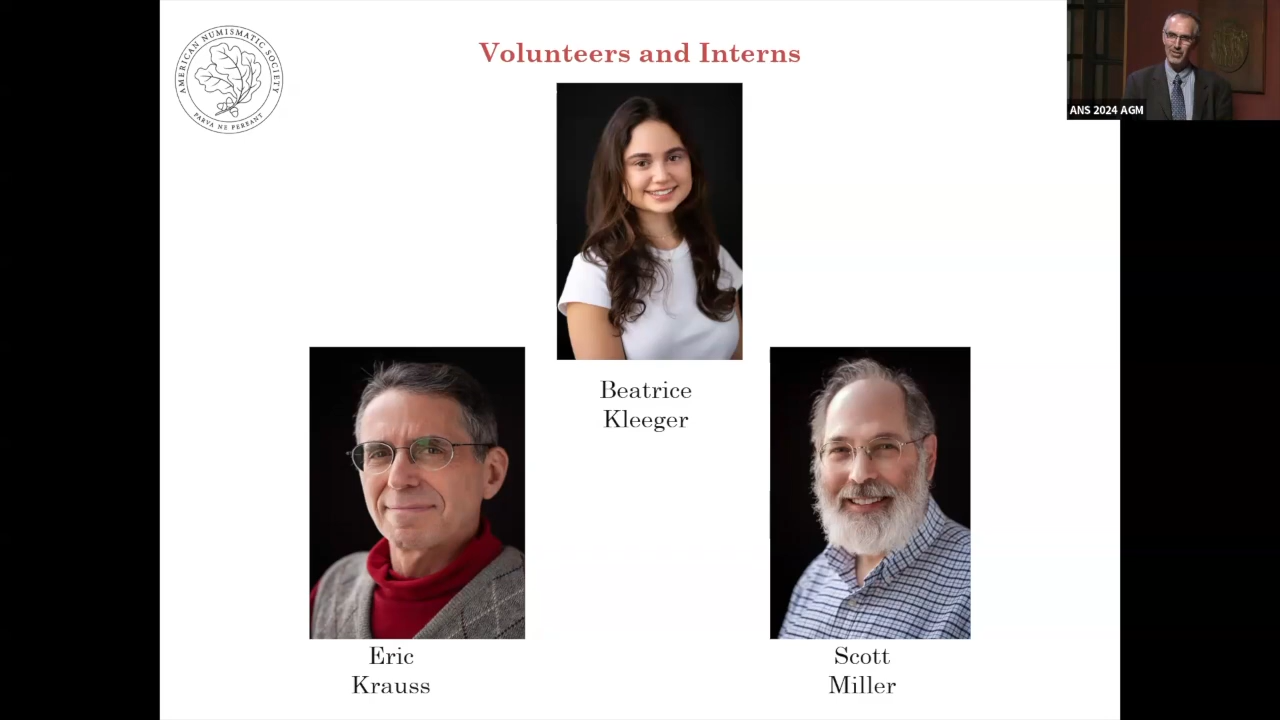 AMERICAN NUMISMATIC SOCIETY
PARVA NE PEREANT
Volunteers and Interns
ANS 2024 AGM
Beatrice
Kleeger
Eric
Krauss
Scott
Miller